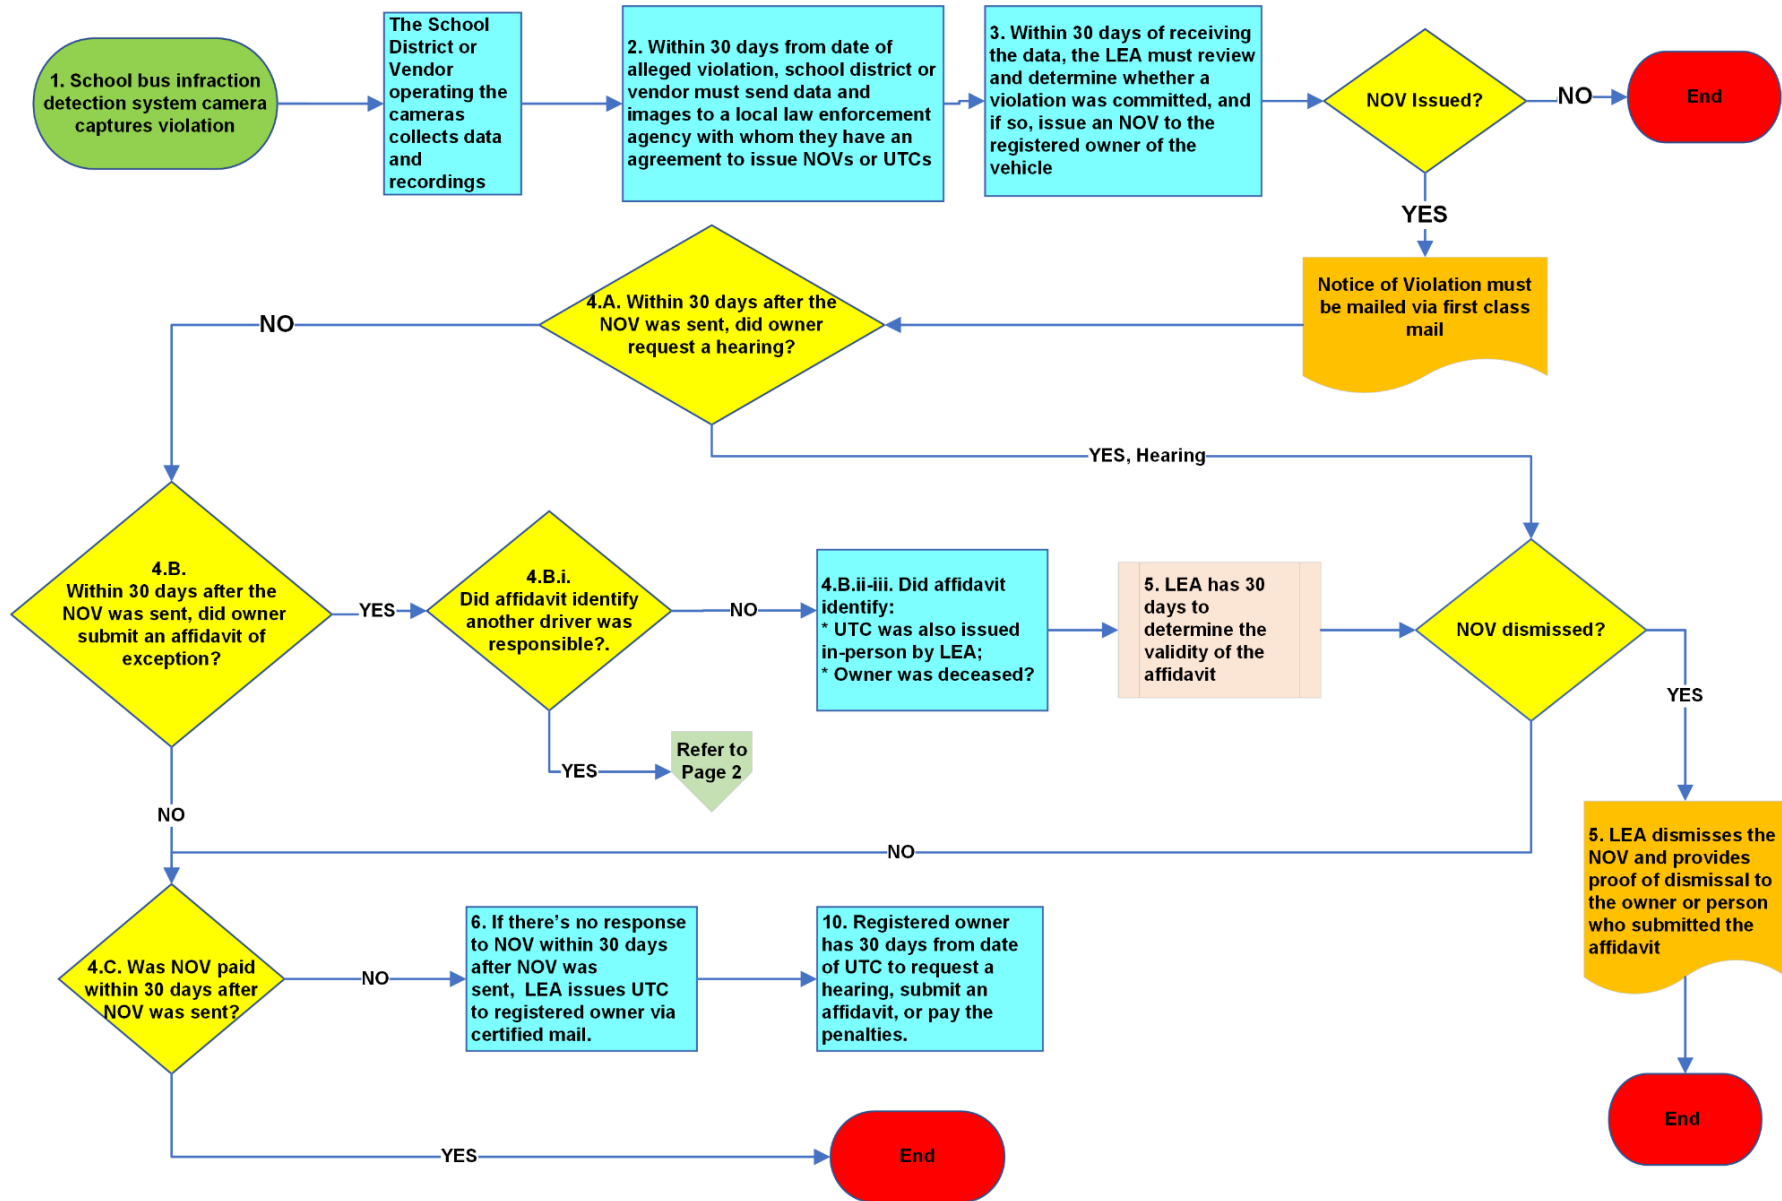 1. School bus infraction
detection system camera
captures violation
The School
District or
Vendor
operating the
cameras
collects data
and
recordings
2. Within 30 days from date of
alleged violation, school district or
vendor must send data and
images to a local law enforcement
agency with whom they have an
agreement to issue NOVs or UTCs
3. Within 30 days of receiving
the data, the LEA must review
and determine whether a
violation was committed, and
if so, issue an NOV to the
registered owner of the
vehicle
NOV Issued?
NO
End
YES
Notice of Violation must
be mailed via first class
mail
4.A. Within 30 days after the
NOV was sent, did owner
request a hearing?
NO
YES, Hearing
4.B.
Within 30 days after the
NOV was sent, did owner
submit an affidavit of
exception?
YES
4.B.i.
Did affidavit identify
another driver was
responsible?.
NO
4.B.ii-iii. Did affidavit
identify:
* UTC was also issued
in-person by LEA;
* Owner was deceased?
5. LEA has 30
days to
determine the
validity of the
affidavit
NOV dismissed?
YES
YES
Refer to
Page 2
NO
NO
5. LEA dismisses the
NOV and provides
proof of dismissal to
the owner or person
who submitted the
affidavit
4.C. Was NOV paid
within 30 days after
NOV was sent?
NO
6. If there's no response
to NOV within 30 days
after NOV was
sent, LEA issues UTC
to registered owner via
certified mail.
10. Registered owner
has 30 days from date
of UTC to request a
hearing, submit an
affidavit, or pay the
penalties.
YES
End
End